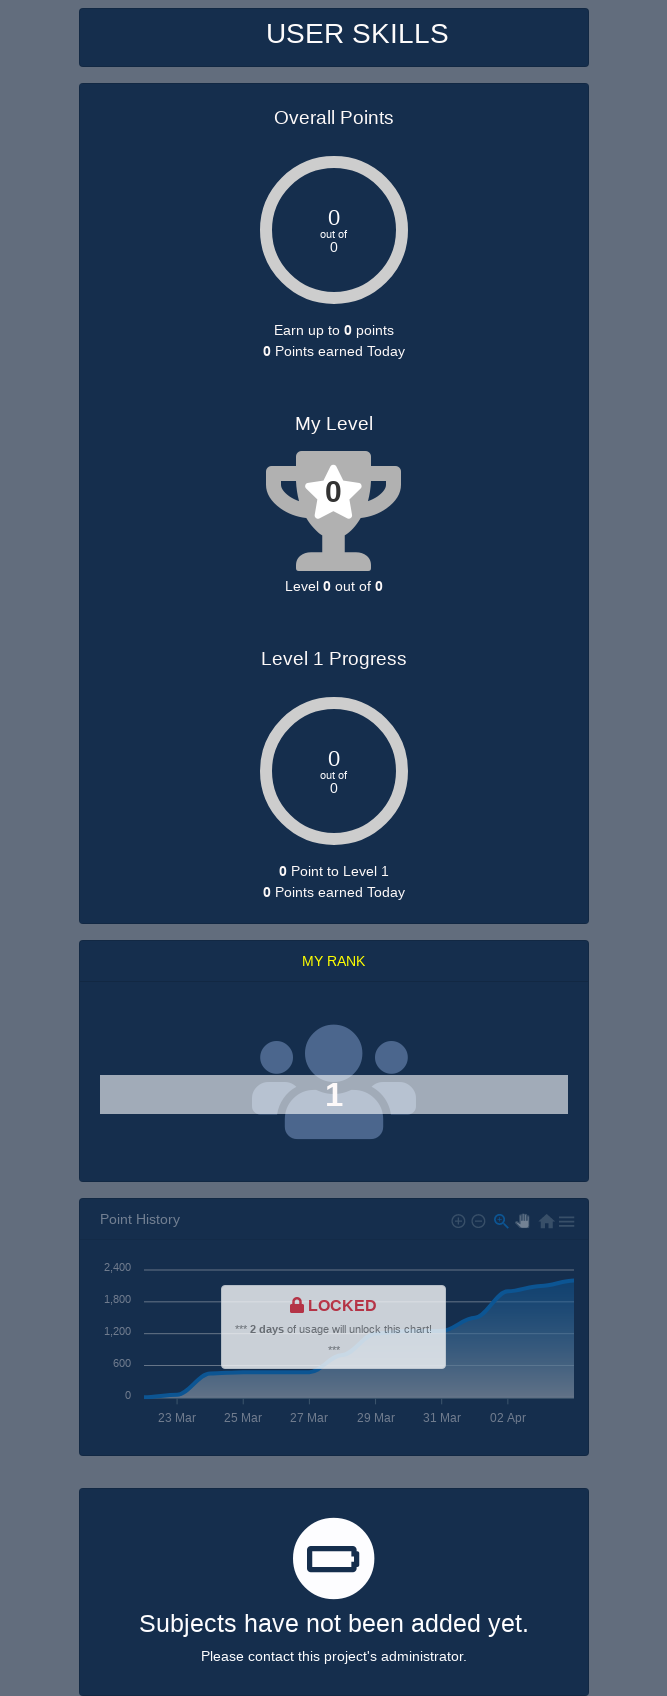 USER SKILLS
Overall Points
0
out of
0
Earn up to 0 points
0 Points earned Today
My Level
0
Level 0 out of 0
Level 1 Progress
0
out of
0
0 Point to Level 1
0 Points earned Today
MY RANK
1
Point History
2,400
1,800
1,200
600
0
LOCKED
*** 2 days of usage will unlock this chart!
***
23 Mar 25 Mar 27 Mar 29 Mar 31 Mar 02 Apr
Subjects have not been added yet.
Please contact this project's administrator.